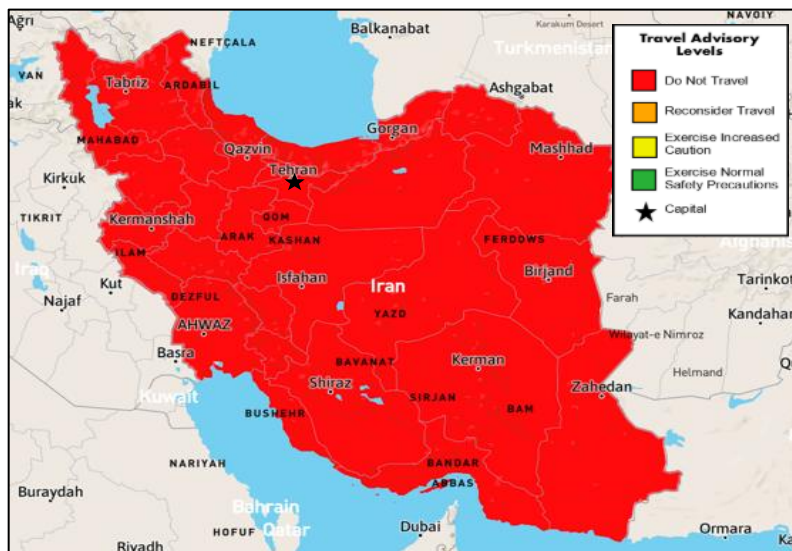 Ağrı
NEFTÇALA
Balkanabat
Karakum Desert
NAVOIY
Turkmenistan
VAN
Tabriz
ARDABIL
Ashgabat
MAHABAD
Gorgan
Mashhad
Qazvin
Tehran
Kirkuk
TIKRIT
Kermanshah
QOM
ARAK
KASHAN
FERDOWS
ILAM
Isfahan
Iran
Birjand
Tarinkot
Kut
DEZFUL
Najaf
YAZD
Farah
Kandahar
AHWAZ
Wilayat-e Nimroz
Basra
BAVANAT
Kerman
Helmand
Kuwait
Shiraz
SIRJAN
Zahedan
BUSHEHR
BAM
NARIYAH
BANDAR
ABBAS
Buraydah
Bahrain
Qatar
HOFUF
Dubai
Ormara
Riyadh
Travel Advisory
Levels
Do Not Travel
Reconsider Travel
Exercise Increased
Caution
Exercise Normal
Safety Precautions
Capital